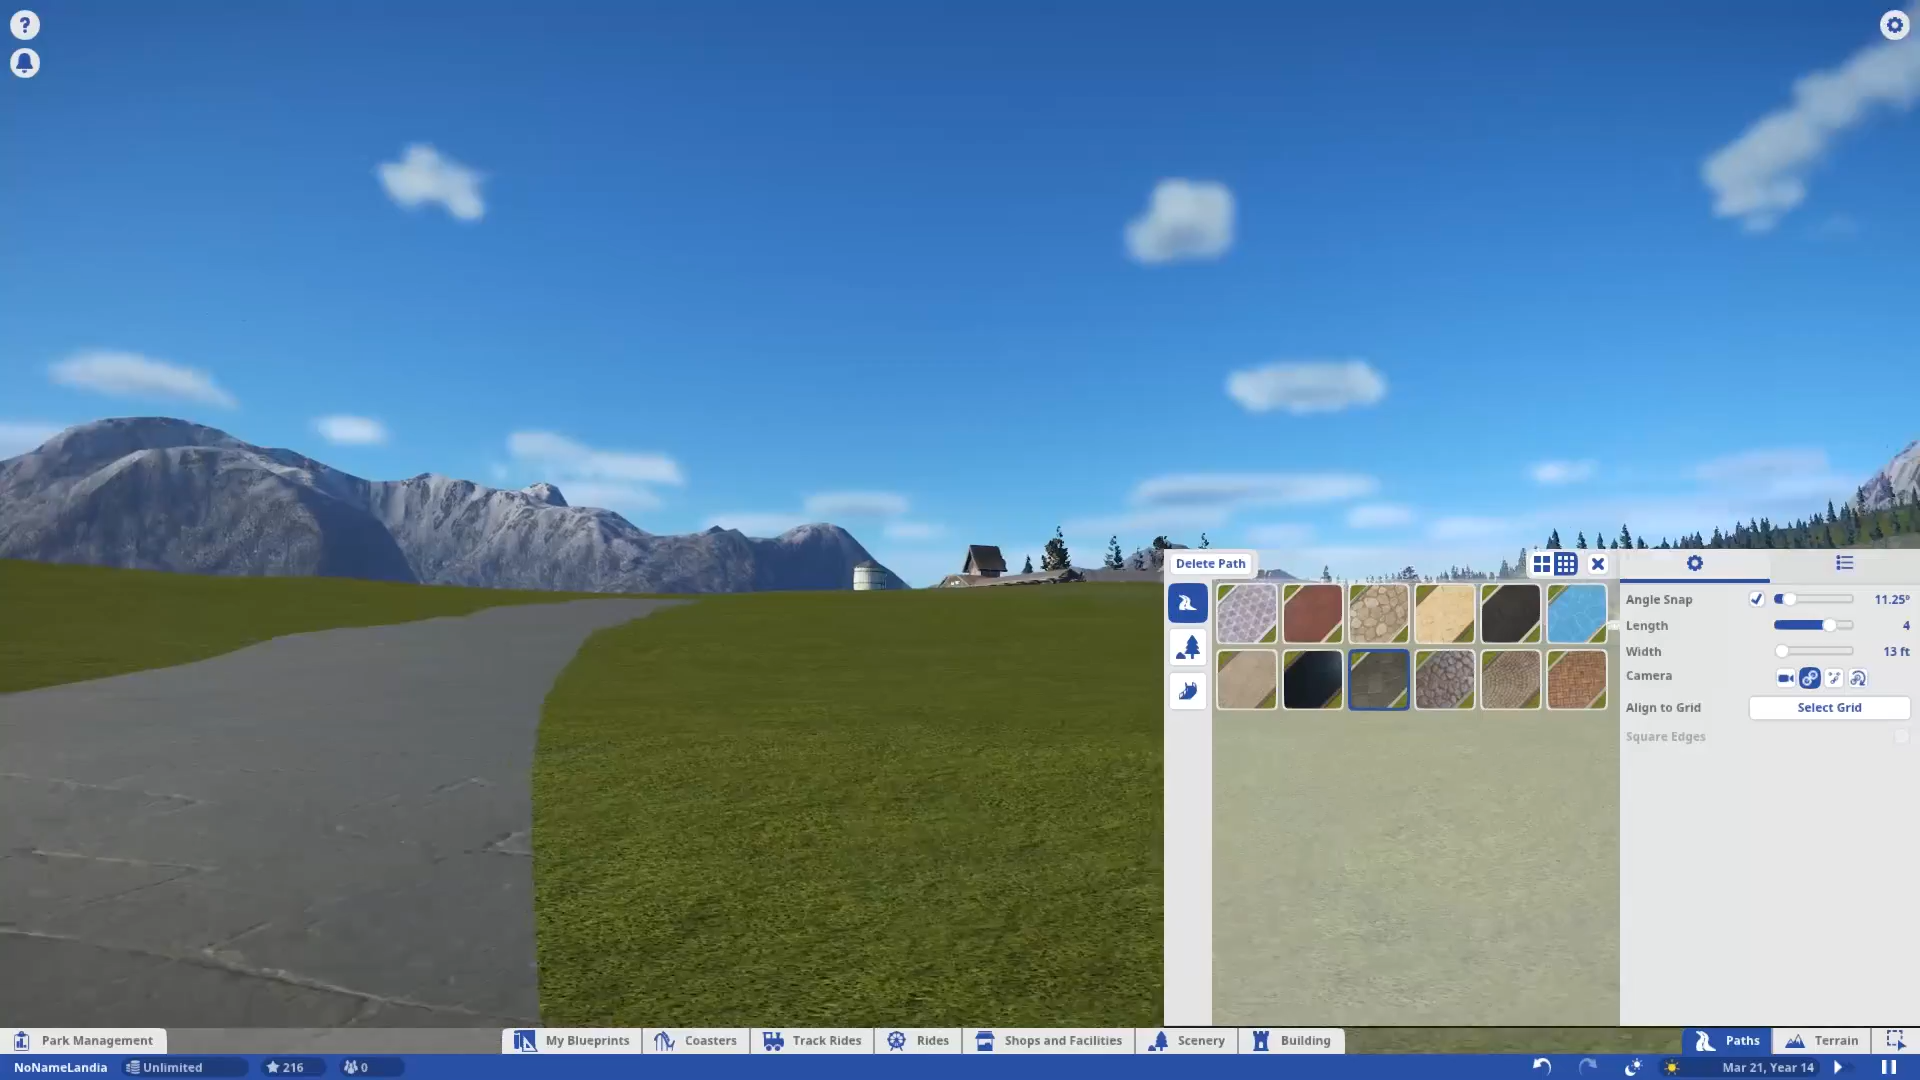 ?
Delete Path
Angle Snap 11.25°
Length 4
Width 13 ft
Camera
Align to Grid Select Grid
Square Edges
Park Management My Blueprints Coasters Track Rides Rides Shops and Facilities Scenery Building Paths Terrain
NoNameLandia Unlimited 216 0 Mar 21, Year 14